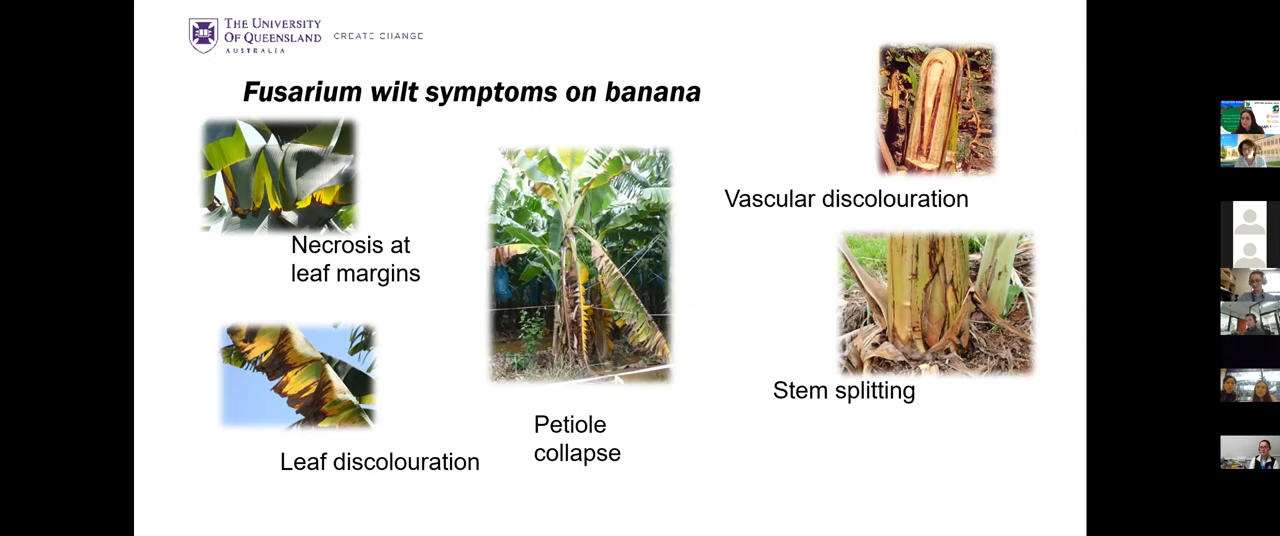 THE UNIVERSITY
OF QUEENSLAND
AUSTRALIA
CREATE CHANGE
Fusarium wilt symptoms on banana
Necrosis at
leaf margins
Leaf discolouration
Petiole
collapse
Vascular discolouration
Stem splitting